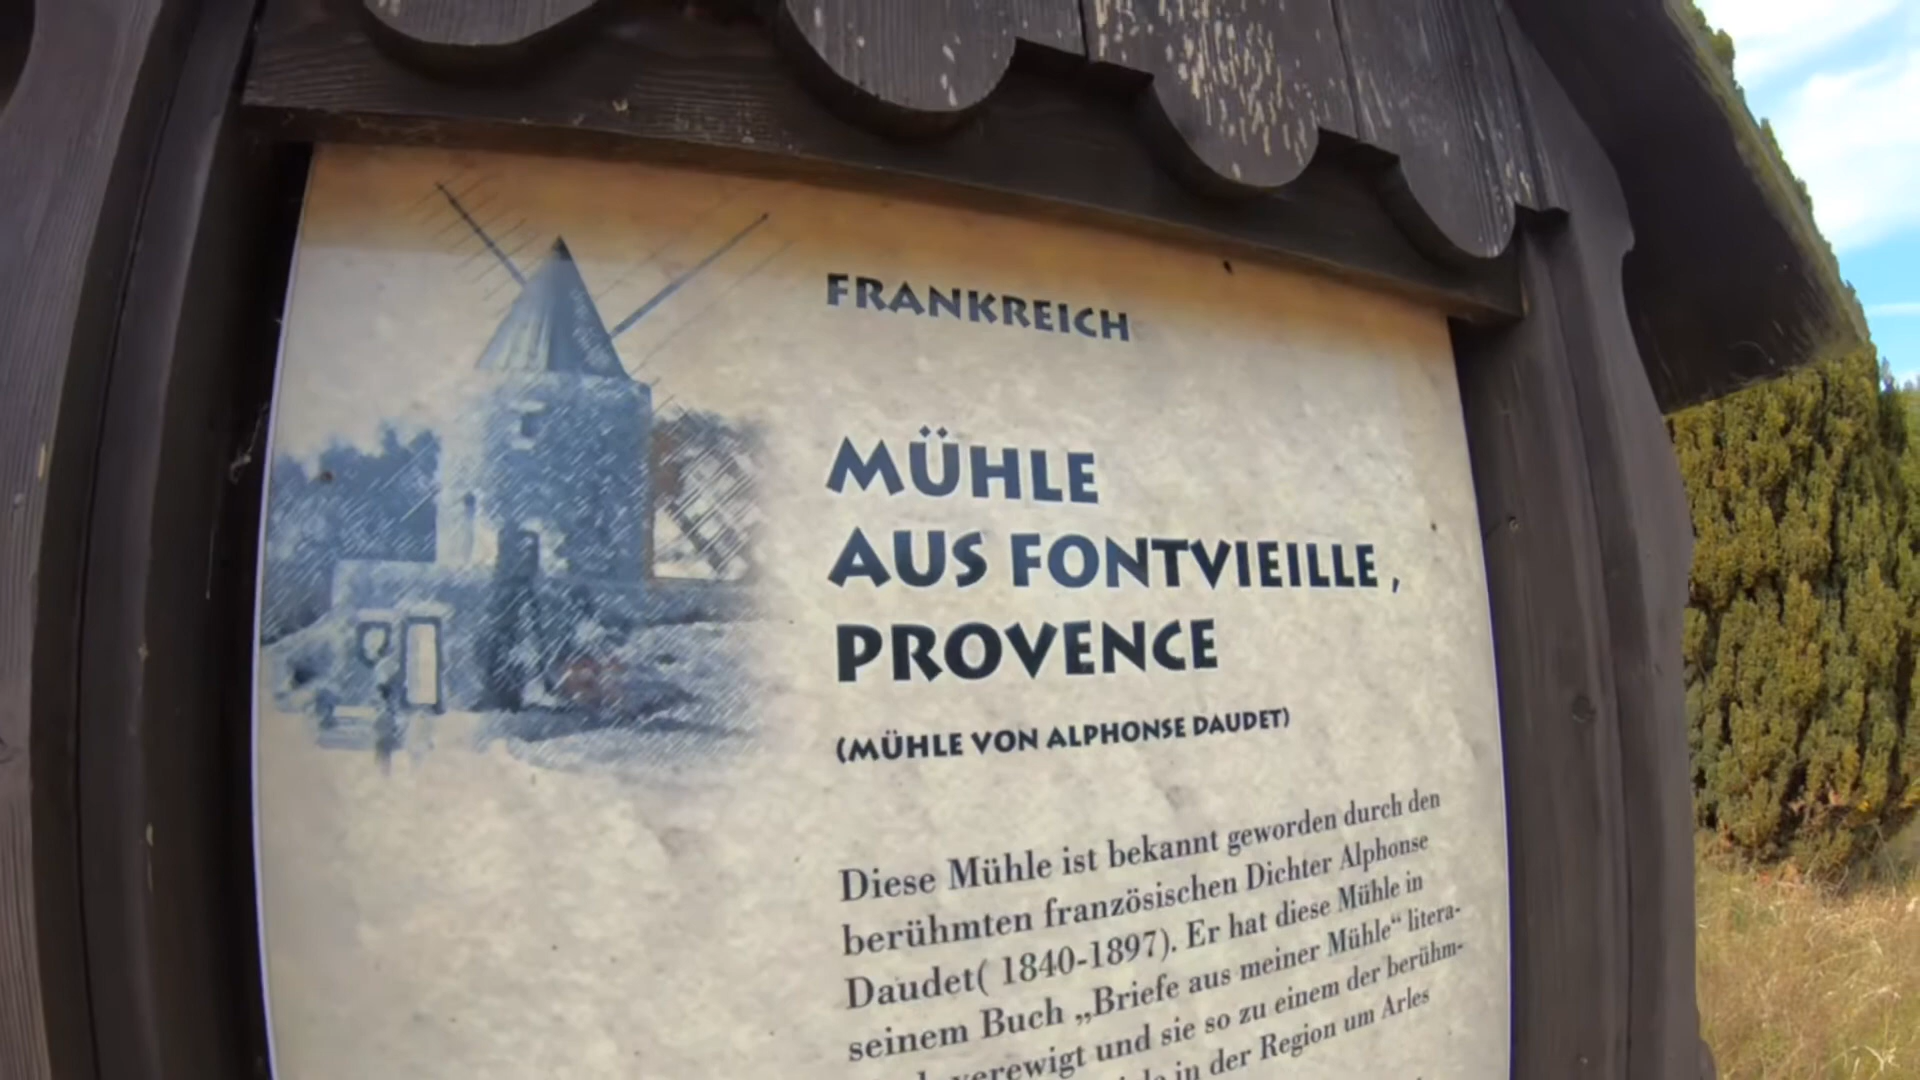 FRANKREICH
MÜHLE
AUS FONTVIEILLE,
PROVENCE
(MÜHLE VON ALPHONSE DAUDET)
Diese Mühle ist bekannt geworden durch den
berühmten französischen Dichter Alphonse
Daudet( 1840-1897). Er hat diese Mühle in
seinem Buch „Briefe aus meiner Mühle“ litera-
verewigt und sie so zu einem der berühm-
in der Region um Arles